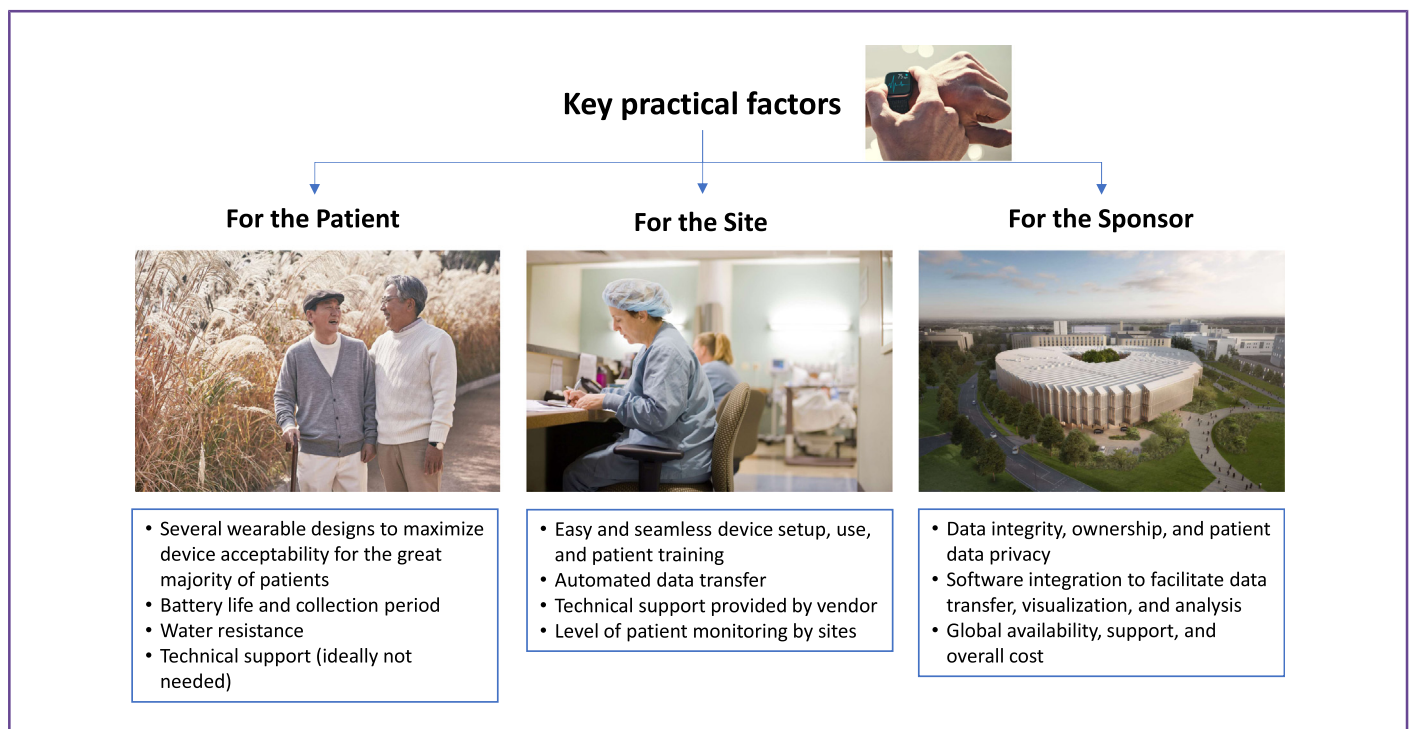 Key practical factors
For the Patient
For the Site
For the Sponsor
• Several wearable designs to maximize
device acceptability for the great
majority of patients
• Battery life and collection period
• Water resistance
• Technical support (ideally not
needed)
• Easy and seamless device setup, use,
and patient training
• Automated data transfer
• Technical support provided by vendor
• Level of patient monitoring by sites
• Data integrity, ownership, and patient
data privacy
• Software integration to facilitate data
transfer, visualization, and analysis
• Global availability, support, and
overall cost